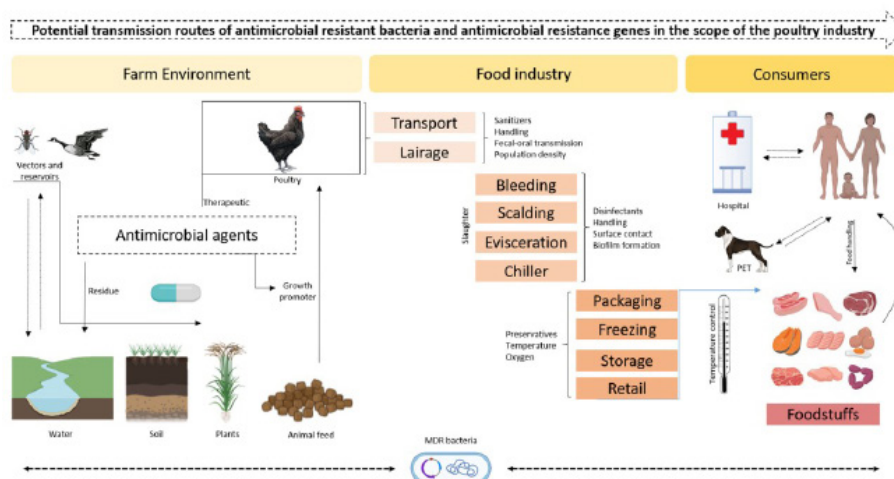 Potential transmission routes of antimicrobial resistant bacteria and antimicrobial resistance genes in the scope of the poultry industry
Farm Environment
Food industry
Consumers
Vectors and
reservoirs
Poultry
Therapeutic
Antimicrobial agents
Residue
Growth
promoter
Water
Soil
Plants
Animal feed
Transport
Lairage
Sanitizers
Handling
Fecal-oral transmission
Population density
Slaughter
Bleeding
Scalding
Evisceration
Chiller
Disinfectants
Handling
Surface contact
Biofilm formation
Preservatives
Temperature
Oxygen
Packaging
Freezing
Storage
Retail
Temperature control
Hospital
PET
Food handling
Foodstuffs
MDR bacteria